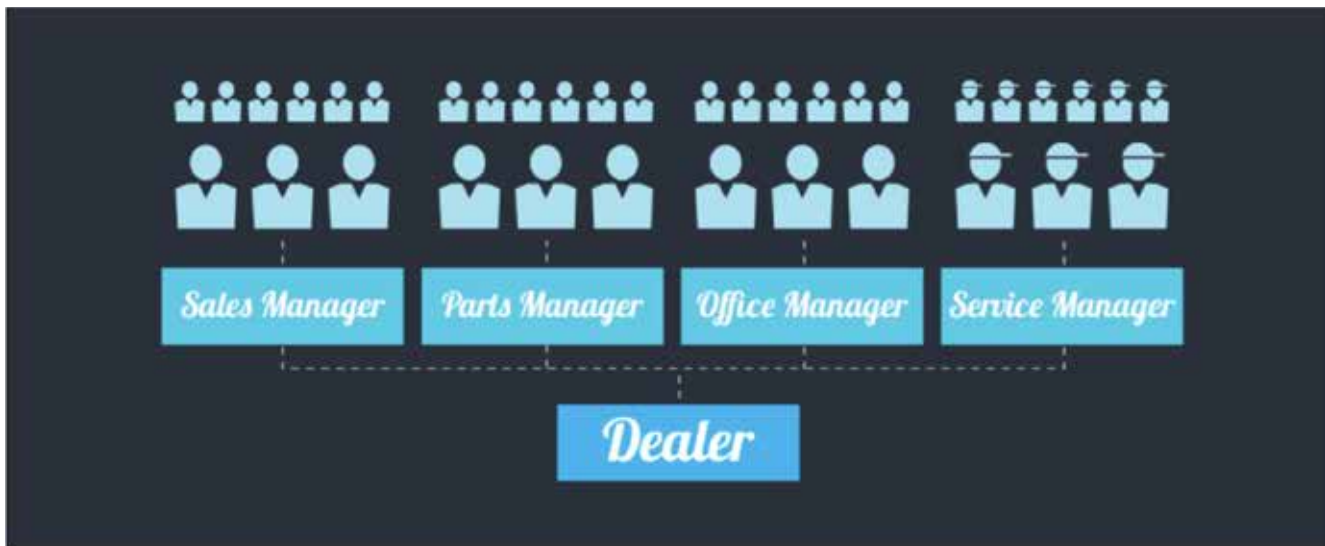 Sales Manager
Parts Manager
Office Manager
Service Manager
Dealer